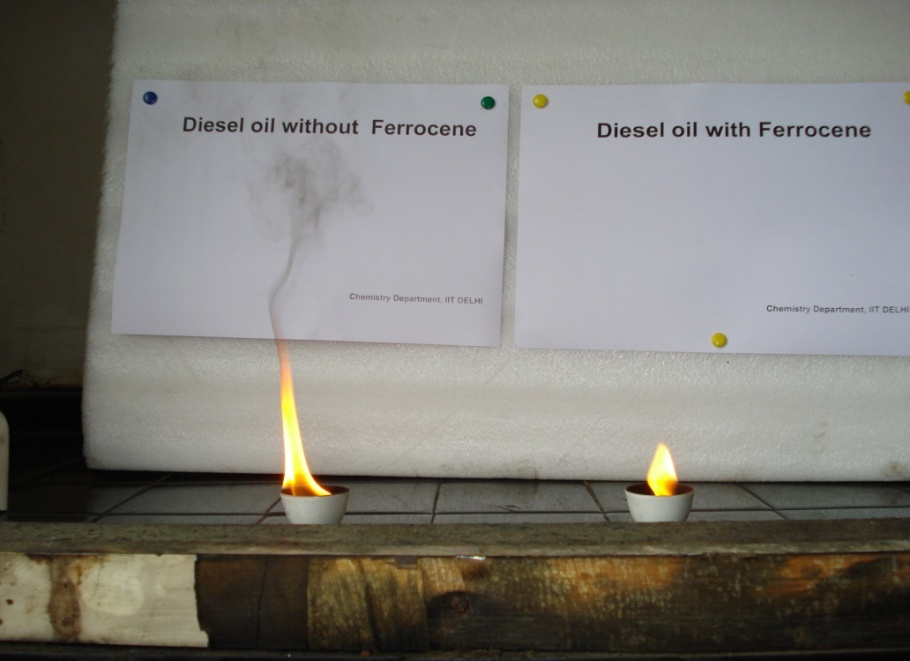 Diesel oil without Ferrocene
Chemistry Department, IIT DELHI
Diesel oil with Ferrocene
Chemistry Department, IIT DELHI